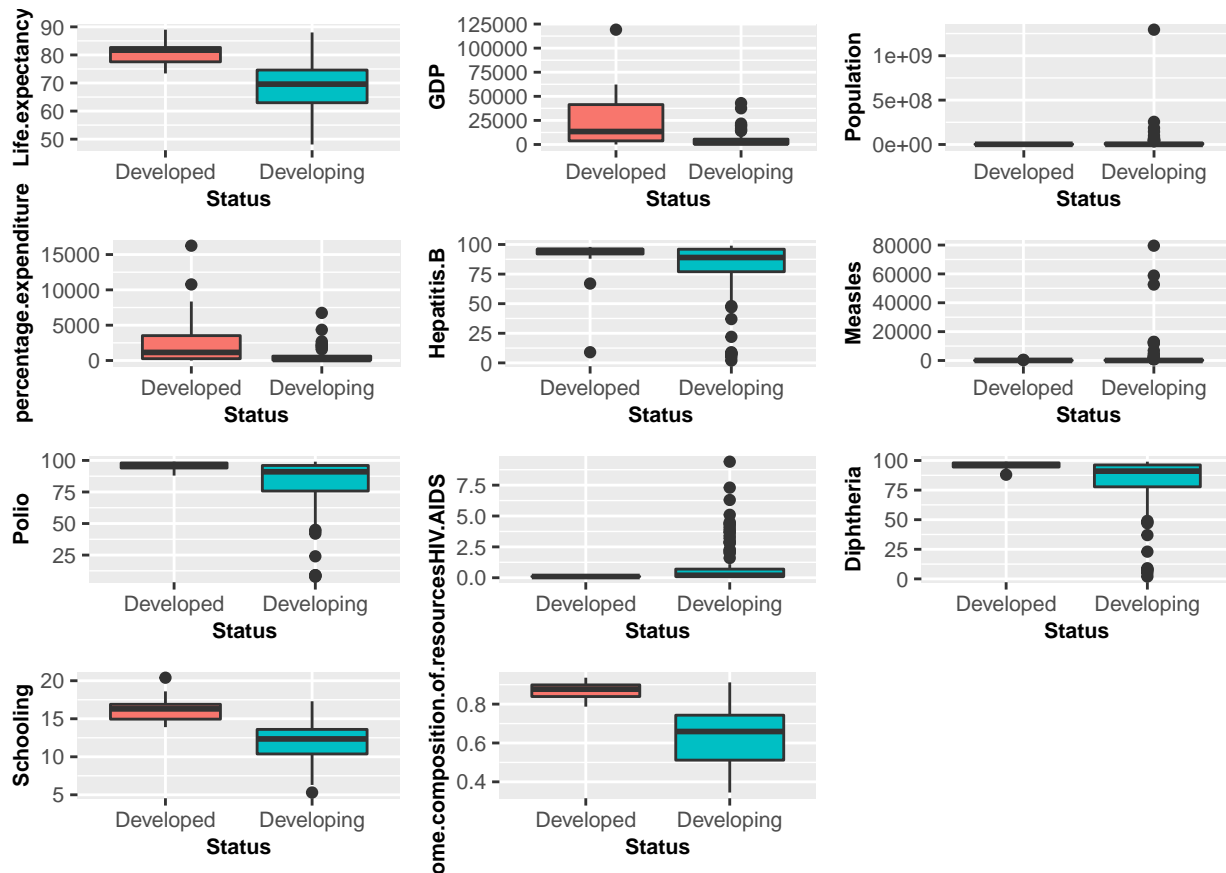 Life.expectancy
90
80
70
60
50
Developed Developing
Status
GDP
125000
100000
75000
50000
25000
0
Developed Developing
Status
Population
1e+09
5e+08
0e+00
Developed Developing
Status
percentage.expenditure
15000
10000
5000
0
Developed Developing
Status
Hepatitis.B
100
75
50
25
0
Developed Developing
Status
Measles
80000
60000
40000
20000
0
Developed Developing
Status
Polio
100
75
50
25
Developed Developing
Status
HIV.AIDS
7.5
5.0
2.5
0.0
Developed Developing
Status
Diphtheria
100
75
50
25
0
Developed Developing
Status
Schooling
20
15
10
5
Developed Developing
Status
ome.composition.of.resources
0.8
0.6
0.4
Developed Developing
Status